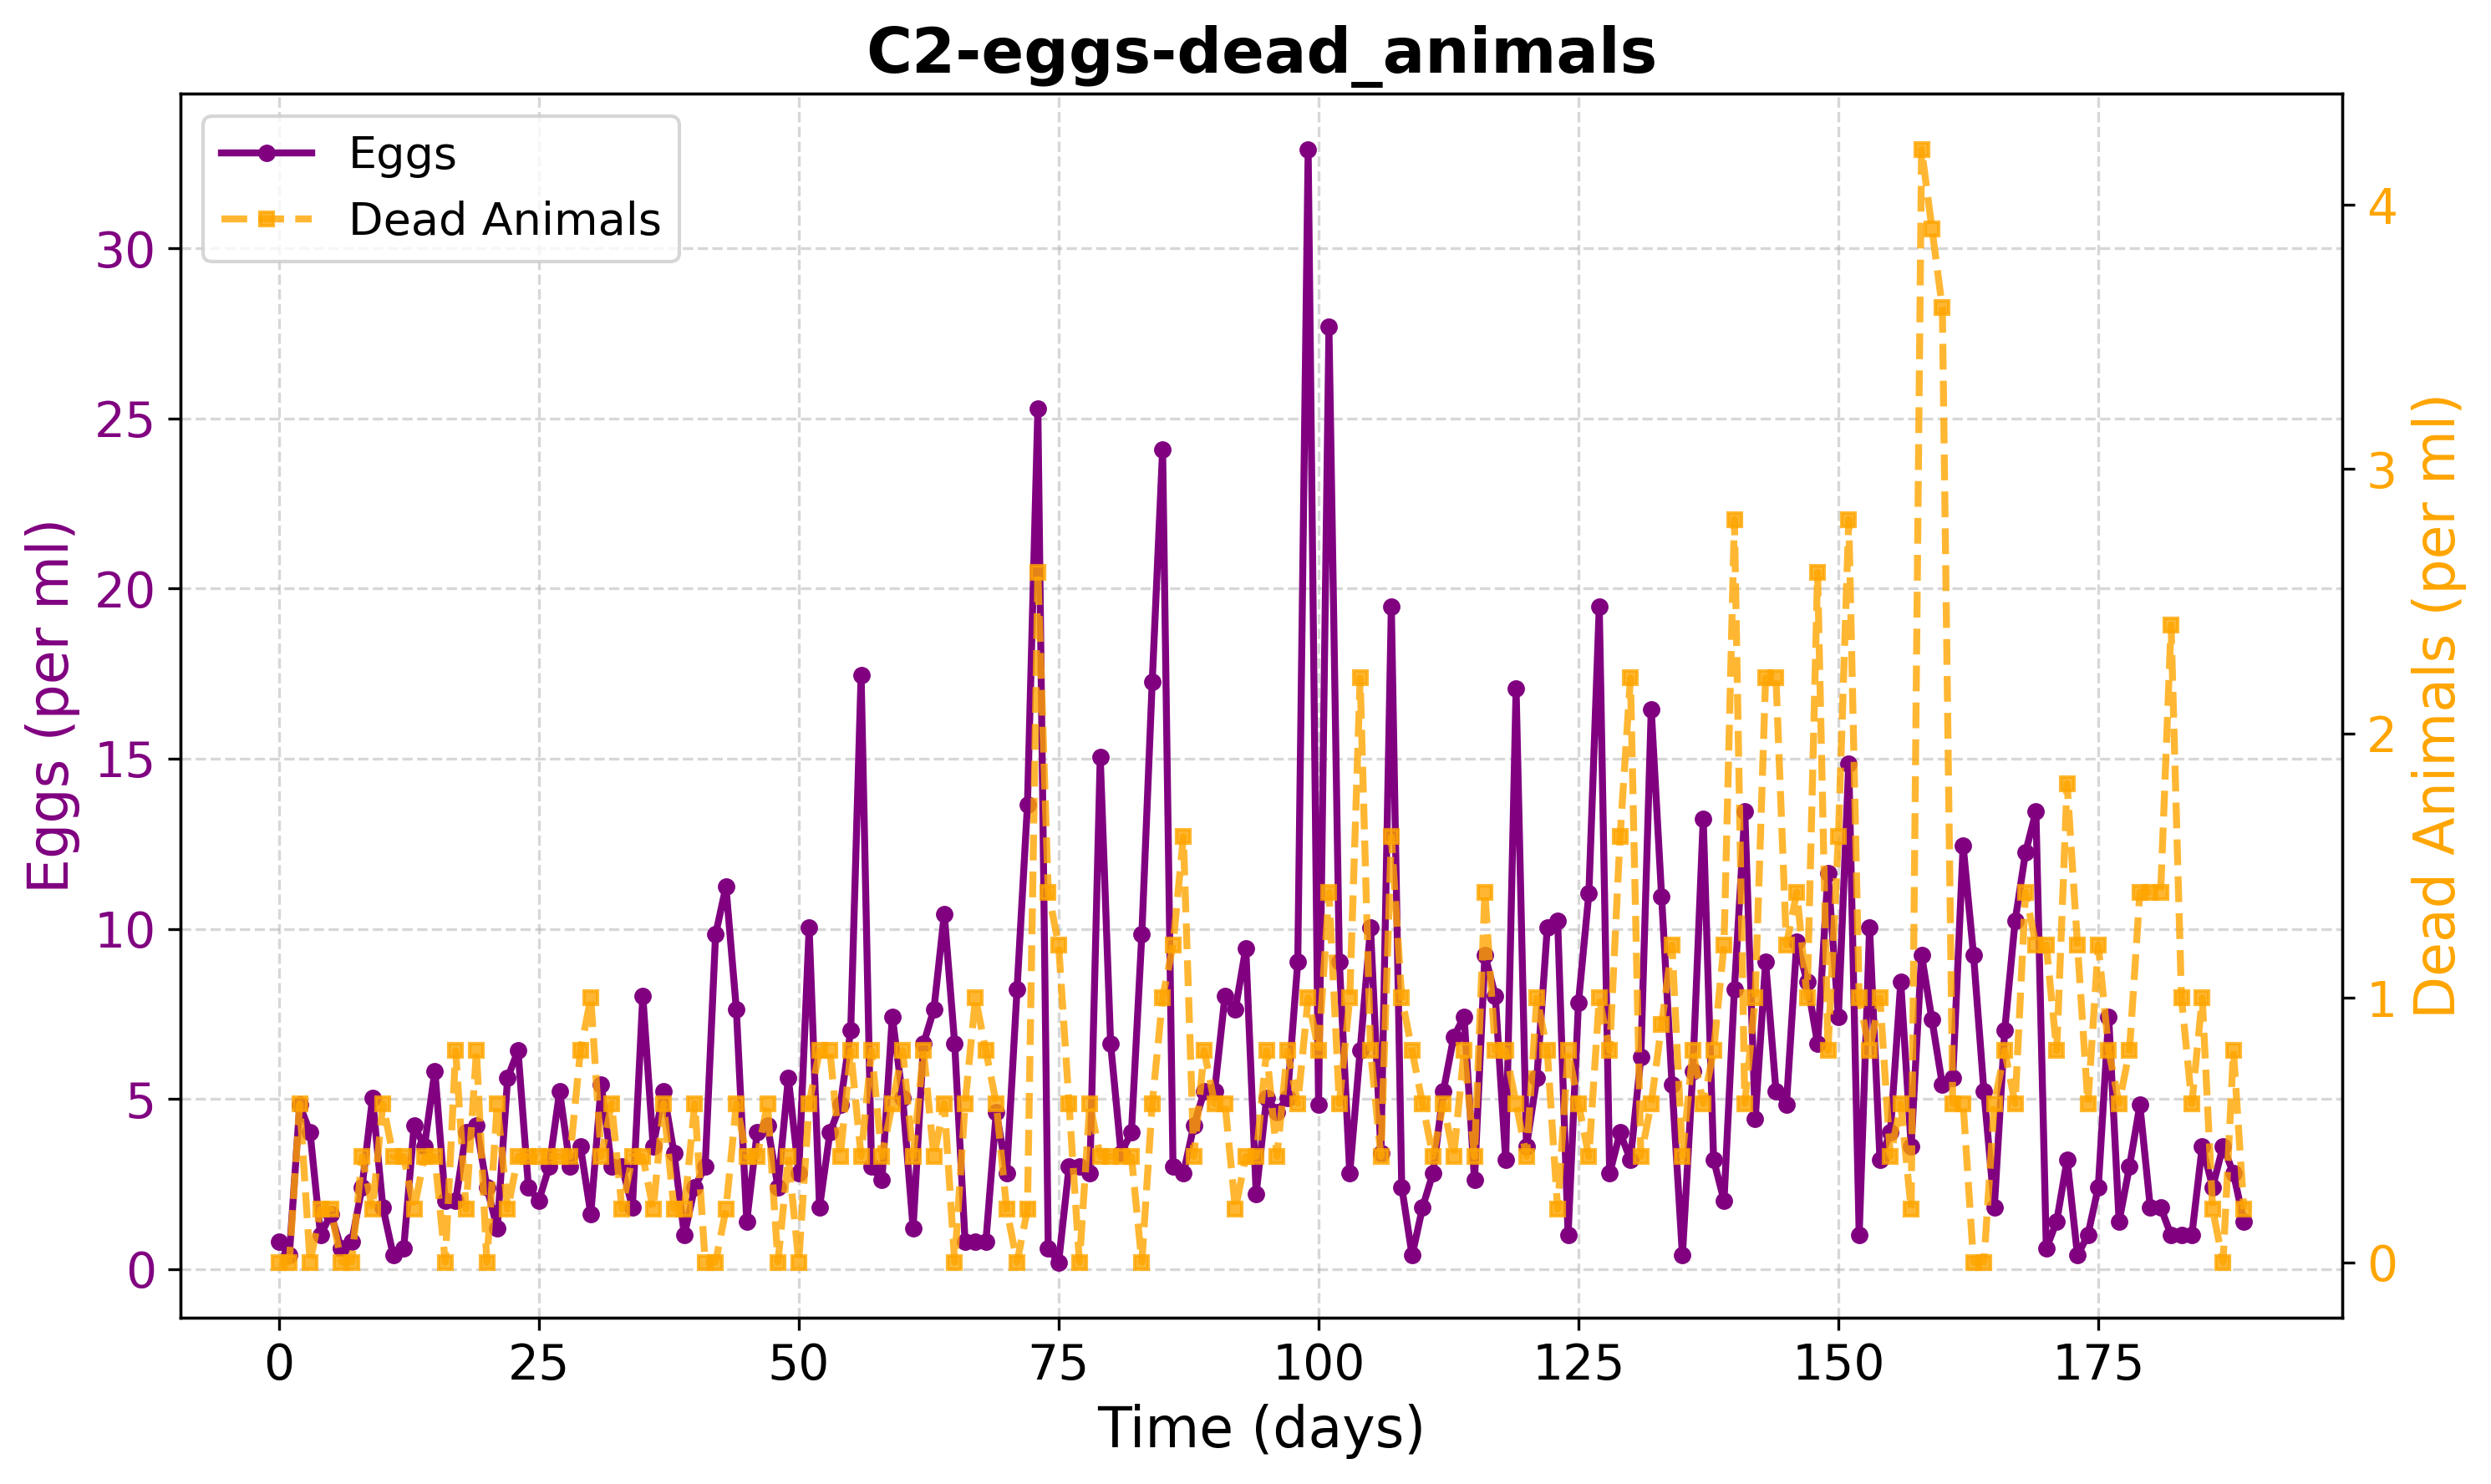 C2-eggs-dead_animals
Eggs
Dead Animals
Eggs (per ml)
30
25
20
15
10
5
0
4
3
2
1
0
Dead Animals (per ml)
0 25 50 75 100 125 150 175
Time (days)